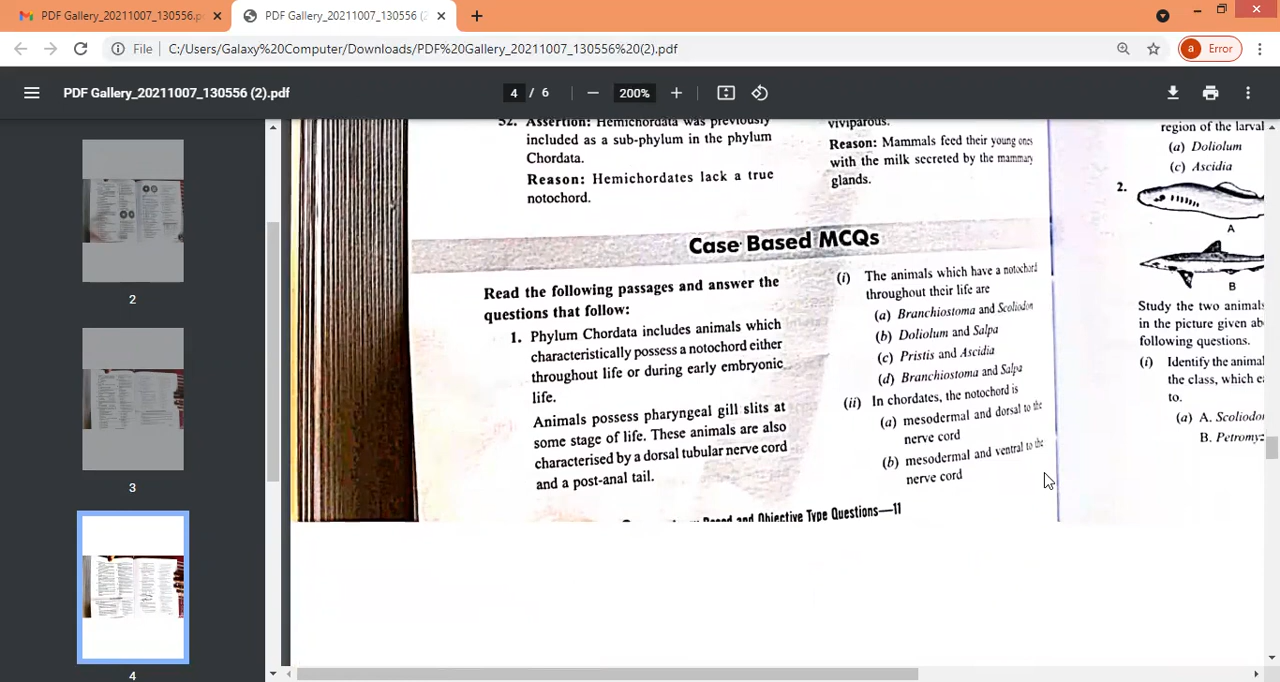 PDF Gallery_20211007_130556.p
PDF Gallery_20211007_130556 (2
Error
File
C:/Users/Galaxy%20Computer/Downloads/PDF%20Gallery_20211007_130556%20(2).pdf
a
PDF Gallery_20211007_130556 (2).pdf
4 / 6
200%
2
3
4
52. Assertion: Hemichordata was previously
included as a sub-phylum in the phylum
Chordata.
Reason: Hemichordates lack a true
notochord.
viviparous.
Reason: Mammals feed their young ones
with the milk secreted by the mammary
glands.
Case Based MCQs
Read the following passages and answer the
questions that follow:
1. Phylum Chordata includes animals which
characteristically possess a notochord either
throughout life or during early embryonic
life.
Animals possess pharyngeal gill slits at
some stage of life. These animals are also
characterised by a dorsal tubular nerve cord
and a post-anal tail.
(i) The animals which have a notochord
throughout their life are
(a) Branchiostoma and Scoliodon
(b) Doliolum and Salpa
(c) Pristis and Ascidia
(d) Branchiostoma and Salpa
(ii) In chordates, the notochord is
(a) mesodermal and dorsal to the
nerve cord
(b) mesodermal and ventral to the
nerve cord
and Objective Type Questions—11
region of the larval
(a) Doliolum
(c) Ascidia
2.
A
B
Study the two animals
in the picture given ab
following questions.
(i) Identify the anima
the class, which e
to.
(a) A. Scoliodo
B. Petromyz